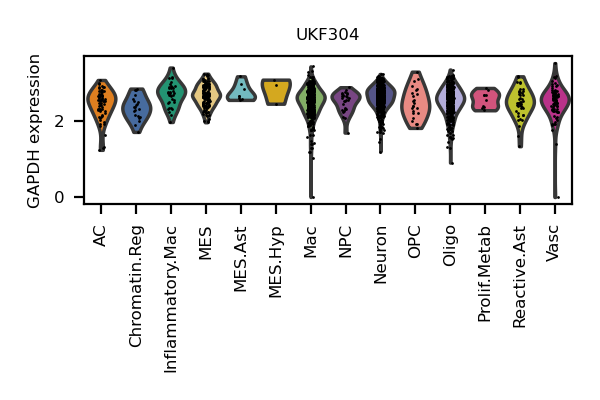 UKF304
GAPDH expression
2
0
AC
Chromatin.Reg
Inflammatory.Mac
MES
MES.Ast
MES.Hyp
Mac
NPC
Neuron
OPC
Oligo
Prolif.Metab
Reactive.Ast
Vasc